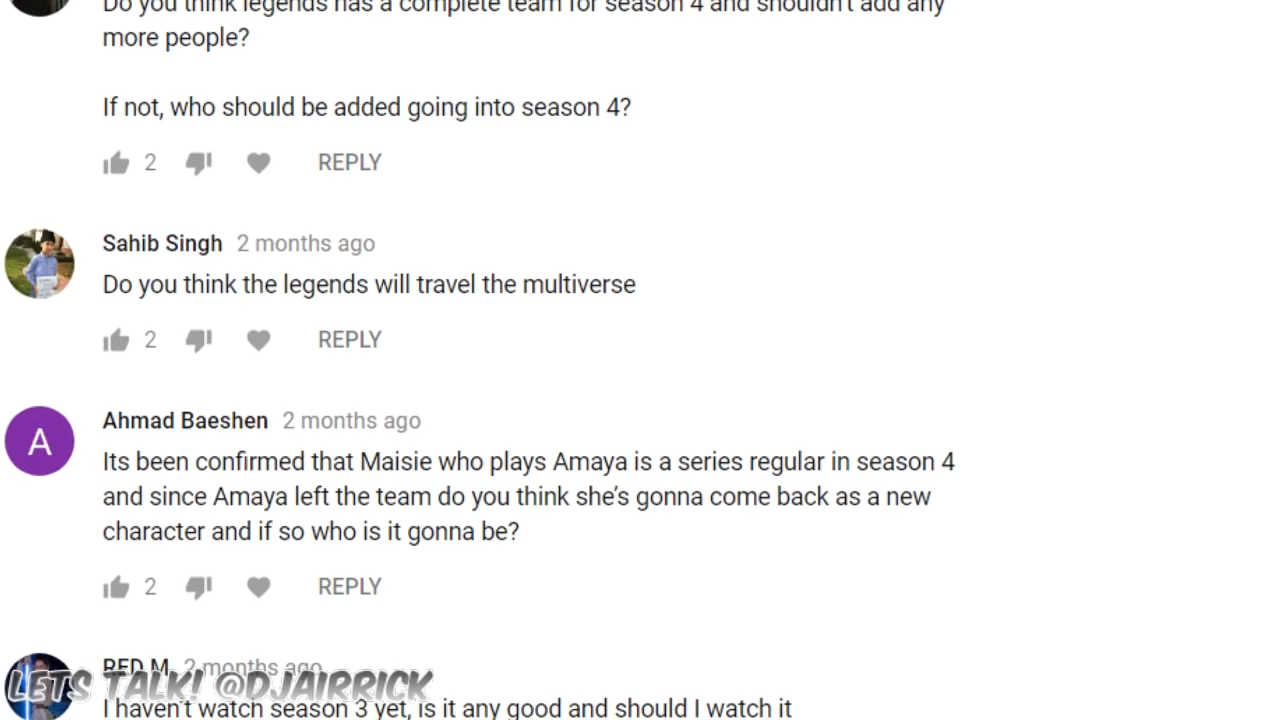 Do you think legends has a complete team for season 4 and shouldn't add any
more people?
If not, who should be added going into season 4?
2 REPLY
Sahib Singh 2 months ago
Do you think the legends will travel the multiverse
2 REPLY
A
Ahmad Baeshen 2 months ago
Its been confirmed that Maisie who plays Amaya is a series regular in season 4
and since Amaya left the team do you think she's gonna come back as a new
character and if so who is it gonna be?
2 REPLY
RED M 2 months ago
LETS TALK! @DJAIRRICK
I haven't watch season 3 yet, is it any good and should I watch it